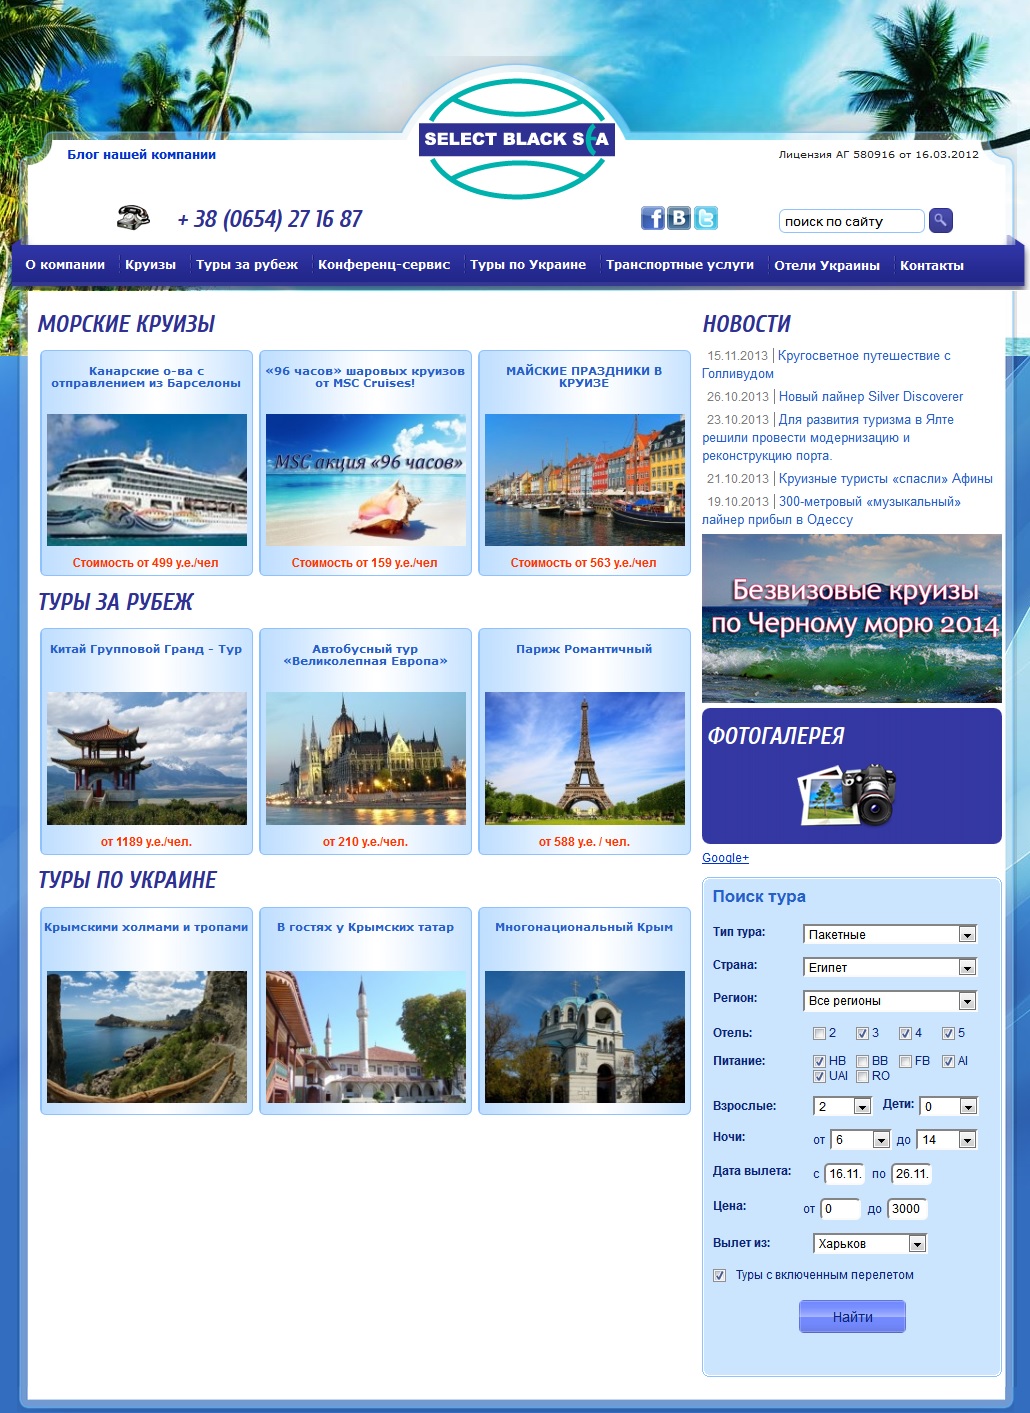 SELECT BLACK SEA
Блог нашей компании
Лицензия АГ 580916 от 16.03.2012
+ 38 (0654) 27 16 87
f В t
поиск по сайту
О компании Круизы Туры за рубеж Конференц-сервис Туры по Украине Транспортные услуги Отели Украины Контакты
МОРСКИЕ КРУИЗЫ
Канарские о-ва с
отправлением из Барселоны
«96 часов» шаровых круизов
от MSC Cruises!
МАЙСКИЕ ПРАЗДНИКИ В
КРУИЗЕ
MSC акция «96 часов»
Стоимость от 499 у.е./чел
Стоимость от 159 у.е./чел
Стоимость от 563 у.е./чел
ТУРЫ ЗА РУБЕЖ
Китай Групповой Гранд - Тур
Автобусный тур
«Великолепная Европа»
Париж Романтичный
от 1189 у.е./чел.
от 210 у.е./чел.
от 588 у.е. / чел.
ТУРЫ ПО УКРАИНЕ
Крымскими холмами и тропами
В гостях у Крымских татар
Многонациональный Крым
НОВОСТИ
15.11.2013 | Кругосветное путешествие с
Голливудом
26.10.2013 | Новый лайнер Silver Discoverer
23.10.2013 | Для развития туризма в Ялте
решили провести модернизацию и
реконструкцию порта.
21.10.2013 | Круизные туристы «спасли» Афины
19.10.2013 | 300-метровый «музыкальный»
лайнер прибыл в Одессу
Безвизовые круизы
по Черному морю 2014
ФОТОГАЛЕРЕЯ
Google+
Поиск тура
Тип тура: Пакетные
Страна: Египет
Регион: Все регионы
Отель: 2 3 4 5
Питание: HB BB FB AI
UAI RO
Взрослые: 2 Дети: 0
Ночи: от 6 до 14
Дата вылета: с 16.11. по 26.11.
Цена: от 0 до 3000
Вылет из: Харьков
Туры с включенным перелетом
Найти